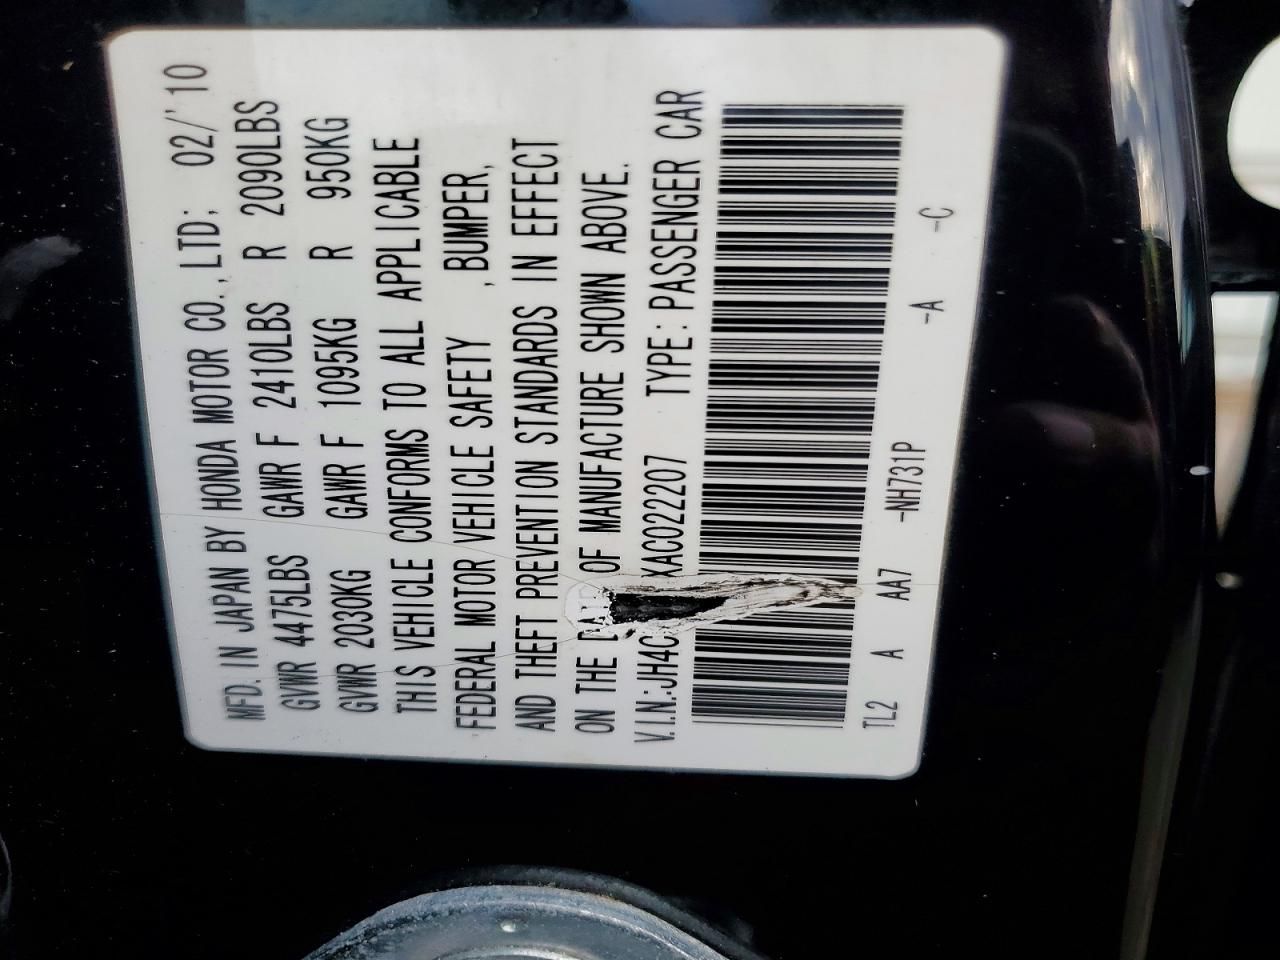 MFD. IN JAPAN BY HONDA MOTOR CO., LTD; 02/'10
GVWR 4475LBS GAWR F 2410LBS R 2090LBS
GVWR 2030KG GAWR F 1095KG R 950KG
THIS VEHICLE CONFORMS TO ALL APPLICABLE
FEDERAL MOTOR VEHICLE SAFETY ,BUMPER,
AND THEFT PREVENTION STANDARDS IN EFFECT
ON THE OF MANUFACTURE SHOWN ABOVE.
V.I.N.:JH4C XAC022207 TYPE: PASSENGER CAR
TL2 A AA7 -NH731P -A -C